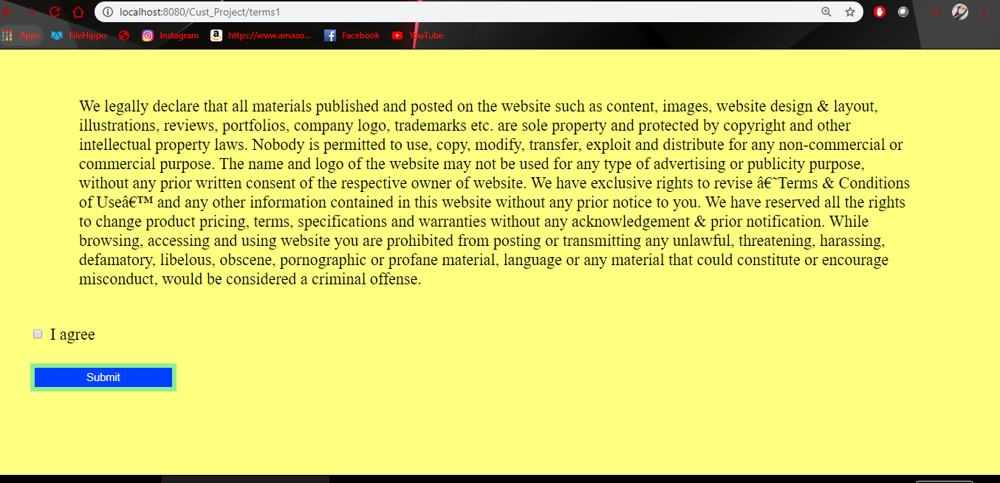 localhost:8080/Cust_Project/terms1
Apps FileHippo Instagram https://www.amazo... Facebook YouTube
We legally declare that all materials published and posted on the website such as content, images, website design & layout,
illustrations, reviews, portfolios, company logo, trademarks etc. are sole property and protected by copyright and other
intellectual property laws. Nobody is permitted to use, copy, modify, transfer, exploit and distribute for any non-commercial or
commercial purpose. The name and logo of the website may not be used for any type of advertising or publicity purpose,
without any prior written consent of the respective owner of website. We have exclusive rights to revise â€˜Terms & Conditions
of Useâ€™ and any other information contained in this website without any prior notice to you. We have reserved all the rights
to change product pricing, terms, specifications and warranties without any acknowledgement & prior notification. While
browsing, accessing and using website you are prohibited from posting or transmitting any unlawful, threatening, harassing,
defamatory, libelous, obscene, pornographic or profane material, language or any material that could constitute or encourage
misconduct, would be considered a criminal offense.
I agree
Submit